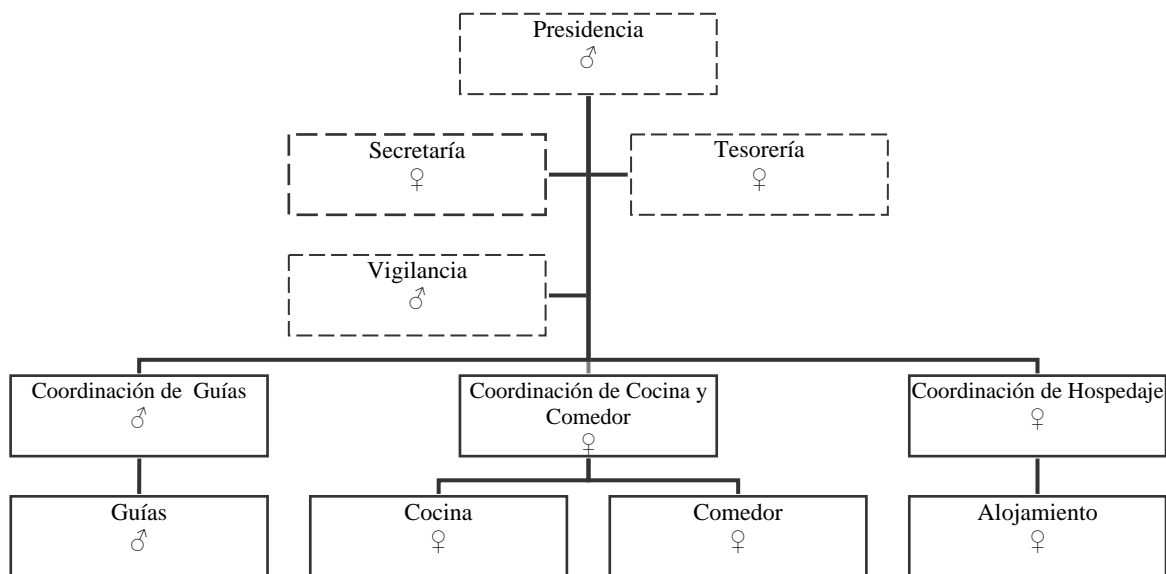 Presidencia
♂
Secretaría
♀
Tesorería
♀
Vigilancia
♂
Coordinación de Guías
♂
Coordinación de Cocina y
Comedor
♀
Coordinación de Hospedaje
♀
Guías
♂
Cocina
♀
Comedor
♀
Alojamiento
♀